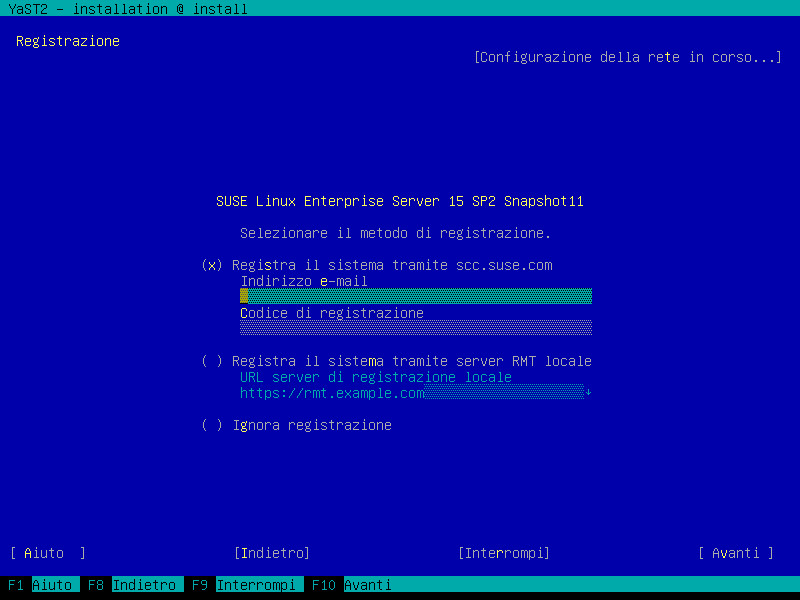 YaST2 - installation @ install
Registrazione
[Configurazione della rete in corso...]
SUSE Linux Enterprise Server 15 SP2 Snapshot11
Selezionare il metodo di registrazione.
(x) Registra il sistema tramite scc.suse.com
Indirizzo e-mail
Codice di registrazione
( ) Registra il sistema tramite server RMT locale
URL server di registrazione locale
https://rmt.example.com
( ) Ignora registrazione
[ Aiuto  ] [Indietro] [Interrompi] [ Avanti ]
F1 Aiuto F8 Indietro F9 Interrompi F10 Avanti